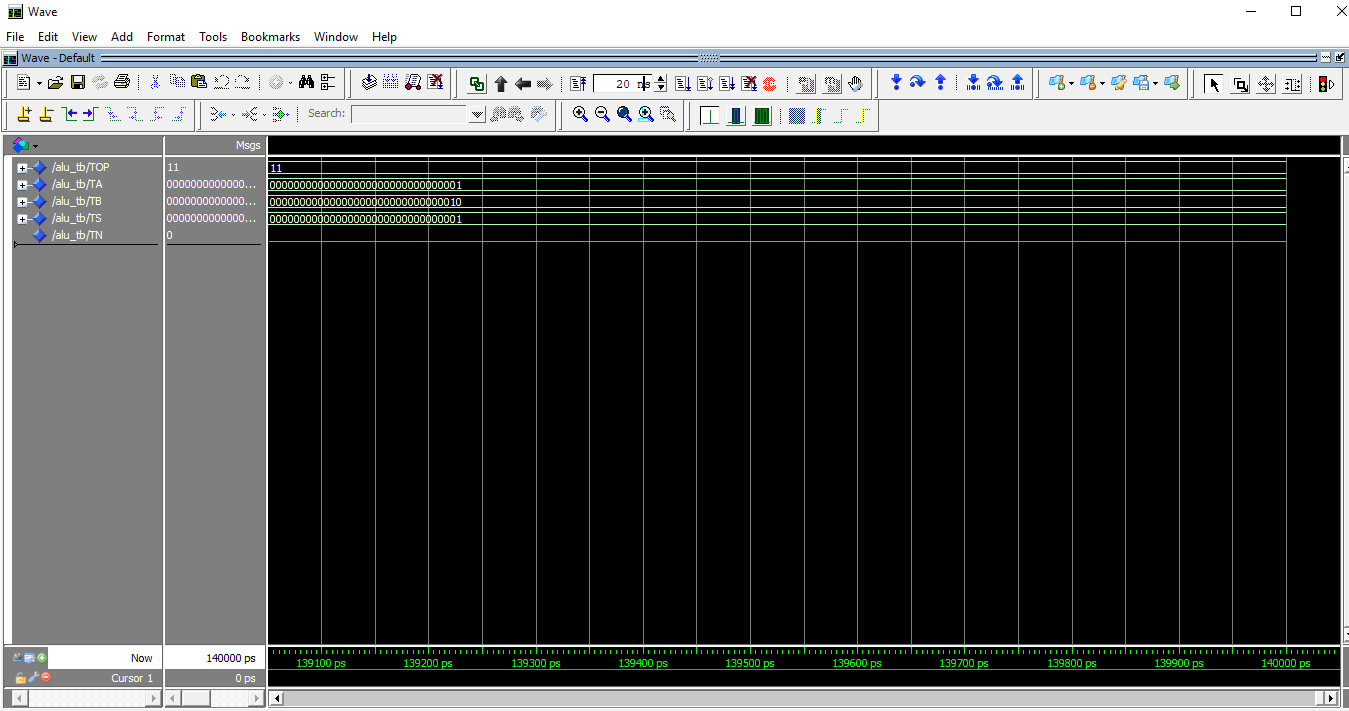 Wave
File Edit View Add Format Tools Bookmarks Window Help
Wave - Default
20 ns
Search:
Msgs
/alu_tb/TOP 11 11
/alu_tb/TA 0000000000000... 00000000000000000000000000000001
/alu_tb/TB 0000000000000... 00000000000000000000000000000010
/alu_tb/TS 0000000000000... 00000000000000000000000000000001
/alu_tb/TN 0
Now 140000 ps 139100 ps 139200 ps 139300 ps 139400 ps 139500 ps 139600 ps 139700 ps 139800 ps 139900 ps 140000 ps
Cursor 1 0 ps